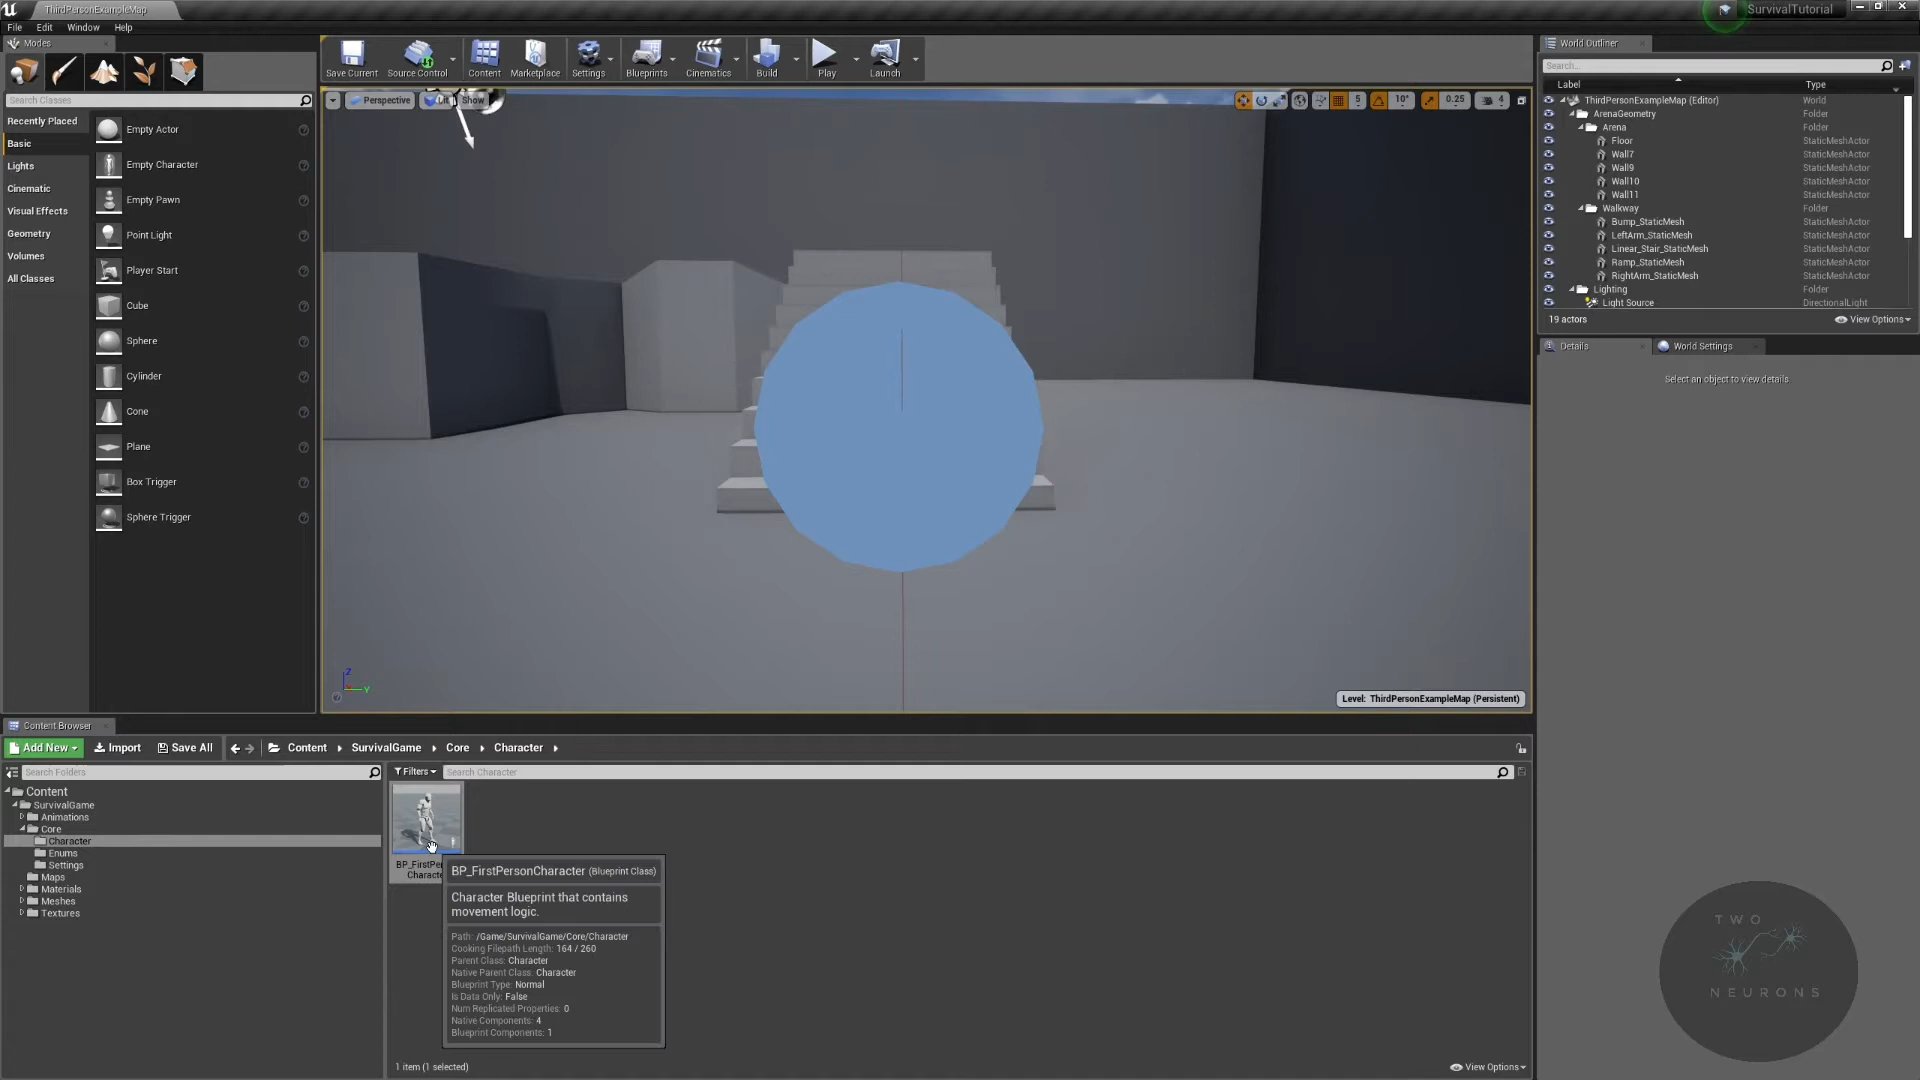 ThirdPersonExampleMap
SurvivalTutorial
File Edit Window Help
Modes
Search Classes
Recently Placed
Basic
Lights
Cinematic
Visual Effects
Geometry
Volumes
All Classes
Empty Actor
Empty Character
Empty Pawn
Point Light
Player Start
Cube
Sphere
Cylinder
Cone
Plane
Box Trigger
Sphere Trigger
Save Current Source Control Content Marketplace Settings Blueprints Cinematics Build Play Launch
Perspective Lit Show
5 10° 0.25 4
Z
Y
Level: ThirdPersonExampleMap (Persistent)
World Outliner
Search...
Label Type
ThirdPersonExampleMap (Editor) World
ArenaGeometry Folder
Arena Folder
Floor StaticMeshActor
Wall7 StaticMeshActor
Wall9 StaticMeshActor
Wall10 StaticMeshActor
Wall11 StaticMeshActor
Walkway Folder
Bump_StaticMesh StaticMeshActor
LeftArm_StaticMesh StaticMeshActor
Linear_Stair_StaticMesh StaticMeshActor
Ramp_StaticMesh StaticMeshActor
RightArm_StaticMesh StaticMeshActor
Lighting Folder
Light Source DirectionalLight
19 actors View Options
Details World Settings
Select an object to view details
Content Browser
Add New Import Save All Content SurvivalGame Core Character
Search Folders
Filters Search Character
Content
SurvivalGame
Animations
Core
Character
Enums
Settings
Maps
Materials
Meshes
Textures
BP_FirstPer
Characte
BP_FirstPersonCharacter (Blueprint Class)
Character Blueprint that contains
movement logic.
Path: /Game/SurvivalGame/Core/Character
Cooking Filepath Length: 164 / 260
Parent Class: Character
Native Parent Class: Character
Blueprint Type: Normal
Is Data Only: False
Num Replicated Properties: 0
Native Components: 4
Blueprint Components: 1
1 item (1 selected) View Options
TWO
NEURONS